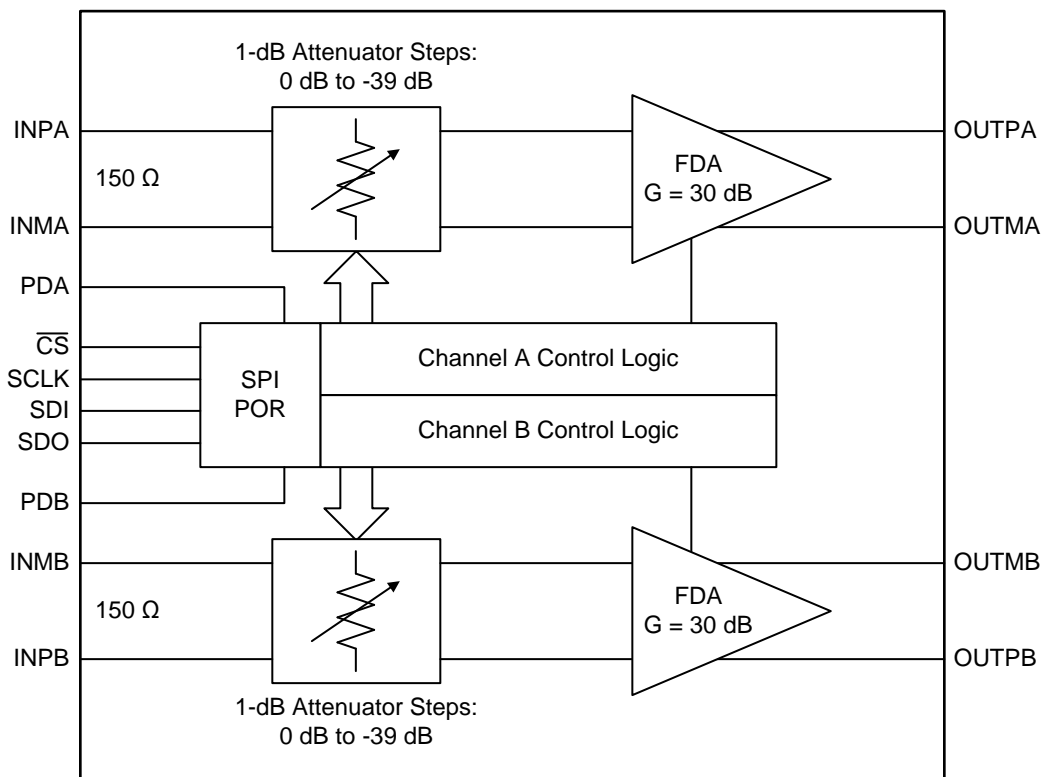 1-dB Attenuator Steps:
0 dB to -39 dB
INPA
OUTPA
150 Ω
FDA
G = 30 dB
INMA
OUTMA
PDA
C̅S̅
SCLK
SDI
SDO
SPI
POR
Channel A Control Logic
Channel B Control Logic
PDB
INMB
OUTMB
150 Ω
FDA
G = 30 dB
INPB
OUTPB
1-dB Attenuator Steps:
0 dB to -39 dB